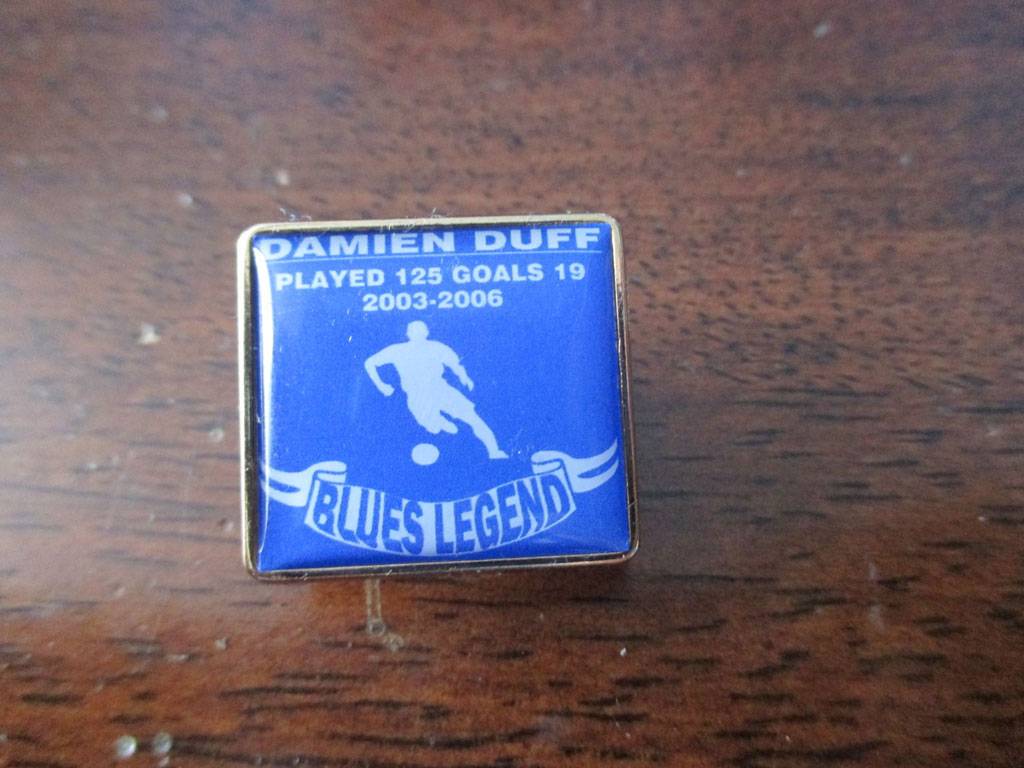 DAMIEN DUFF
PLAYED 125 GOALS 19
2003-2006
BLUES LEGEND